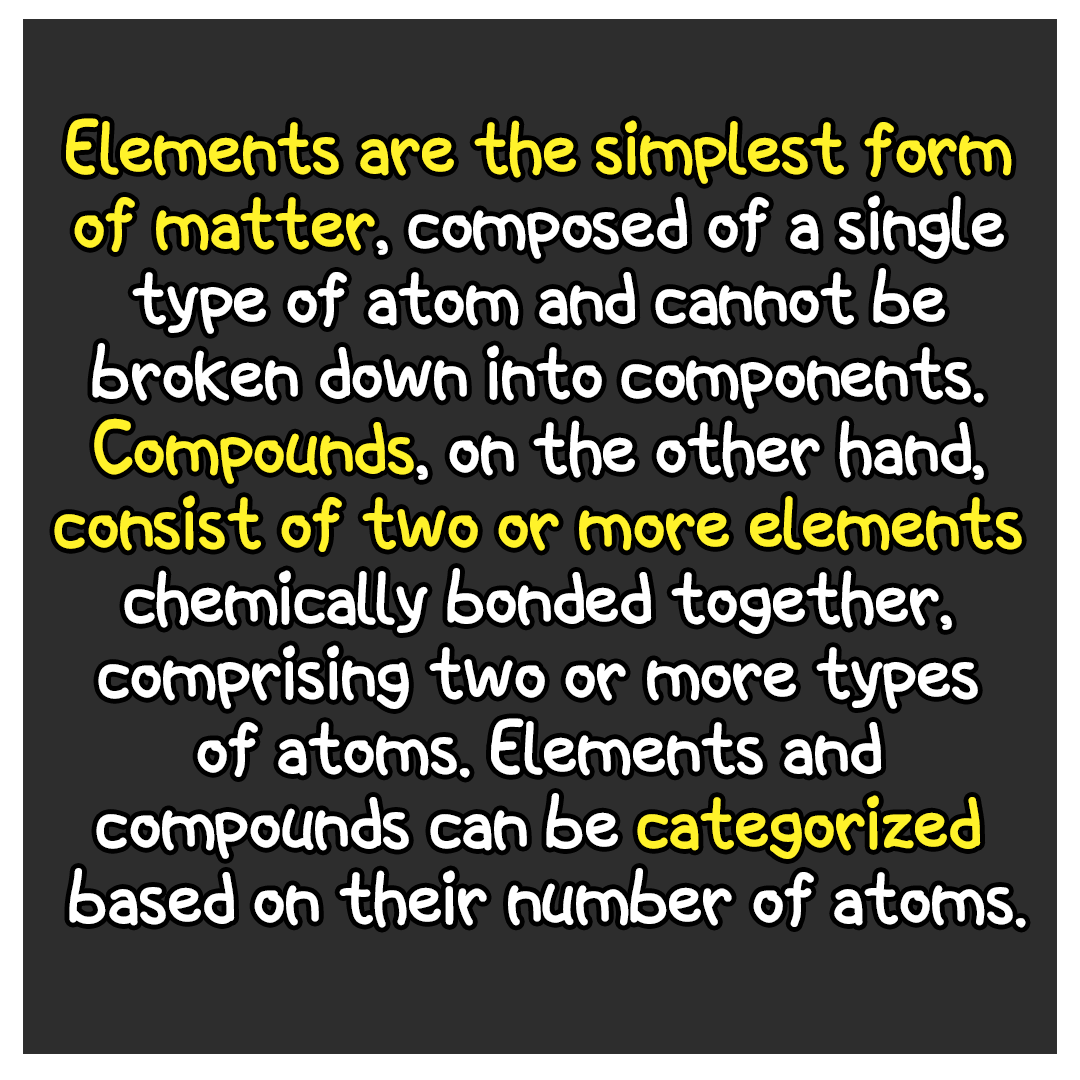 Elements are the simplest form
of matter, composed of a single
type of atom and cannot be
broken down into components.
Compounds, on the other hand,
consist of two or more elements
chemically bonded together,
comprising two or more types
of atoms. Elements and
compounds can be categorized
based on their number of atoms.